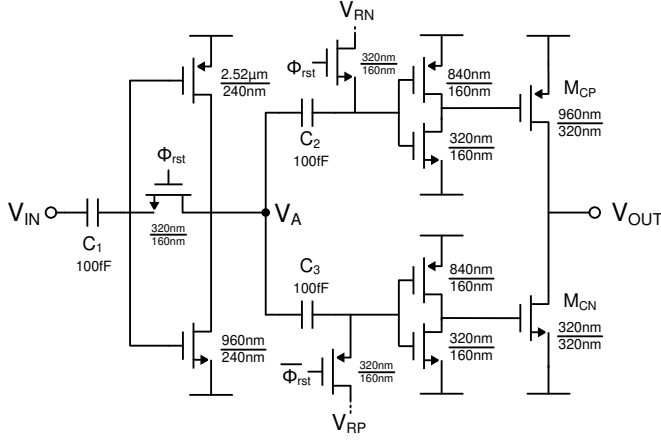 V_RN
Φ_rst
320nm
160nm
2.52µm
240nm
840nm
160nm
M_CP
960nm
320nm
C_2
100fF
320nm
160nm
Φ_rst
V_IN
V_A
V_OUT
C_1
100fF
320nm
160nm
C_3
100fF
840nm
160nm
M_CN
320nm
320nm
960nm
240nm
320nm
160nm
Φ̅_rst
320nm
160nm
V_RP